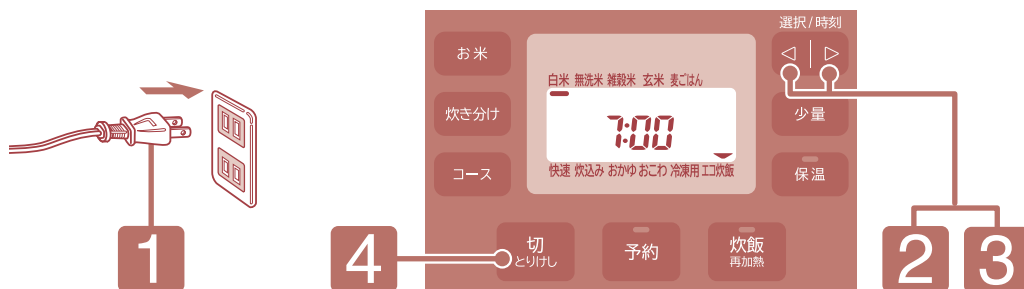 選択/時刻
お米
炊き分け
コース
白米 無洗米 雑穀米 玄米 麦ごはん
7:00
快速 炊込み おかゆ おこわ 冷凍用 エコ炊飯
少量
保温
切
とりけし
予約
炊飯
再加熱
1
4
2
3